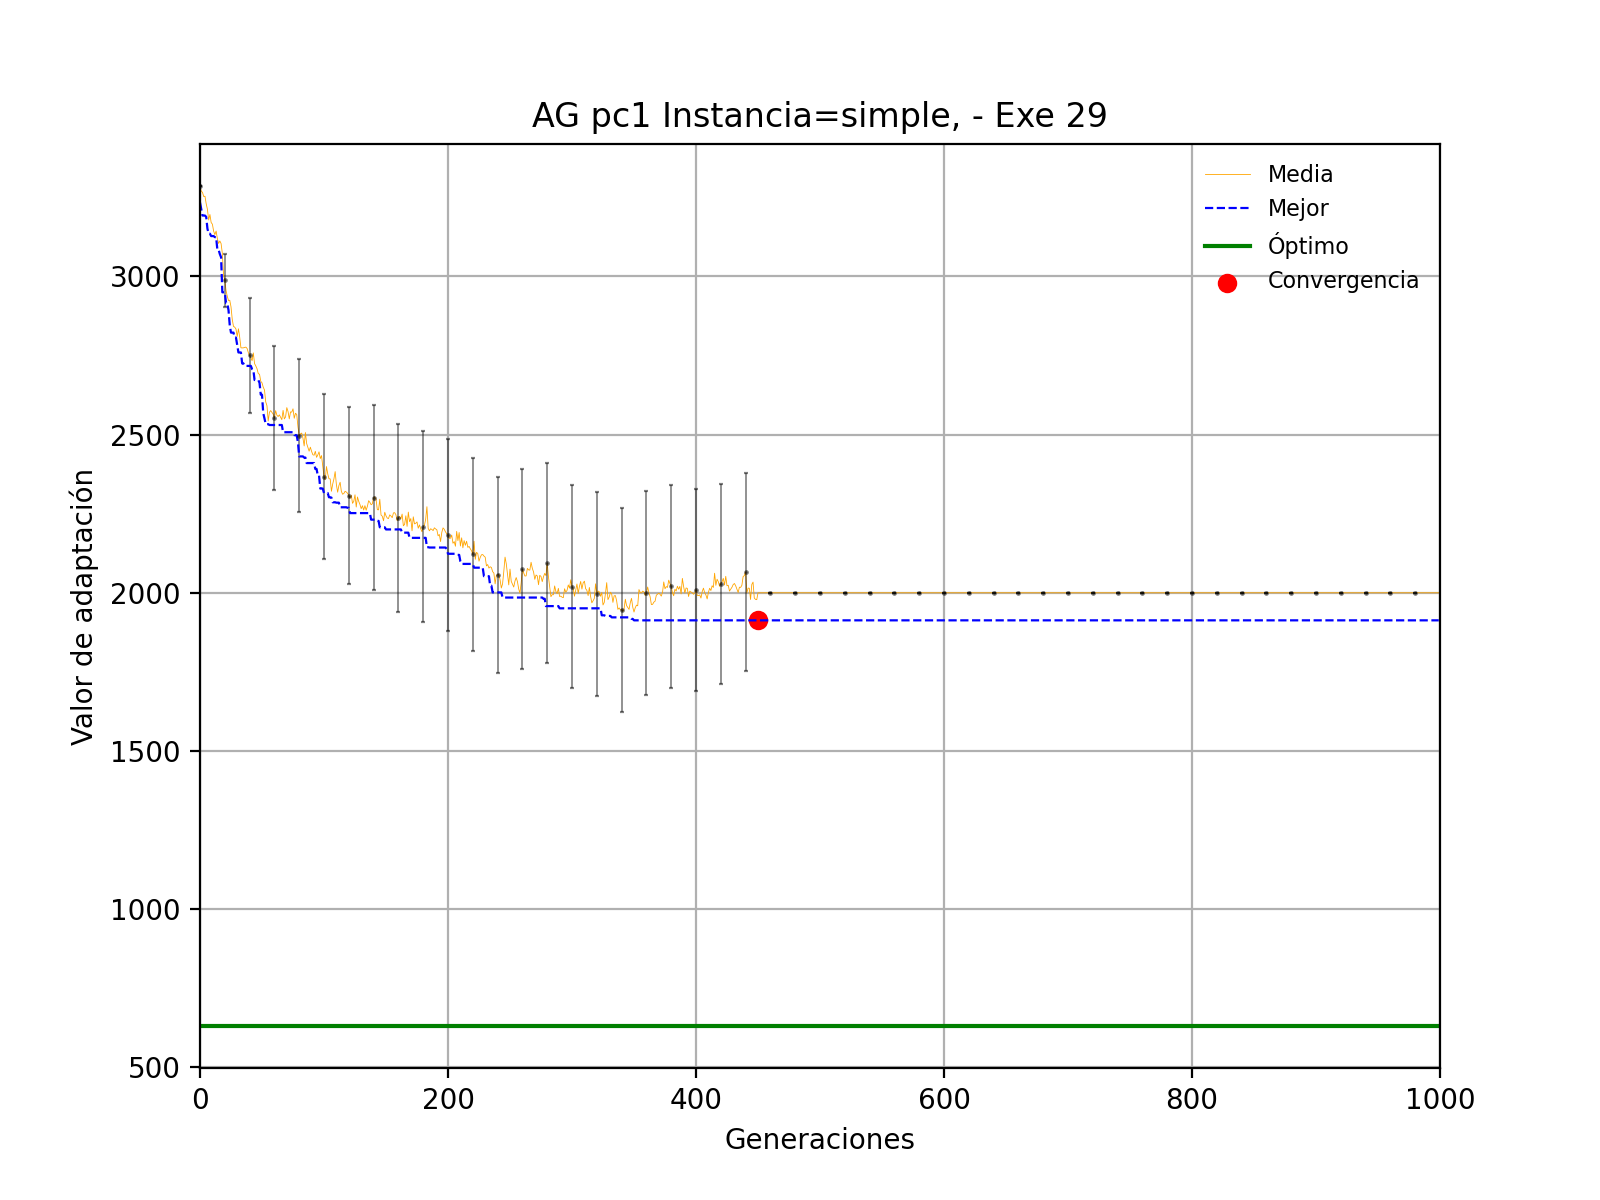 AG pc1 Instancia=simple, - Exe 29
Media
Mejor
Óptimo
Convergencia
Valor de adaptación
3000
2500
2000
1500
1000
500
0 200 400 600 800 1000
Generaciones